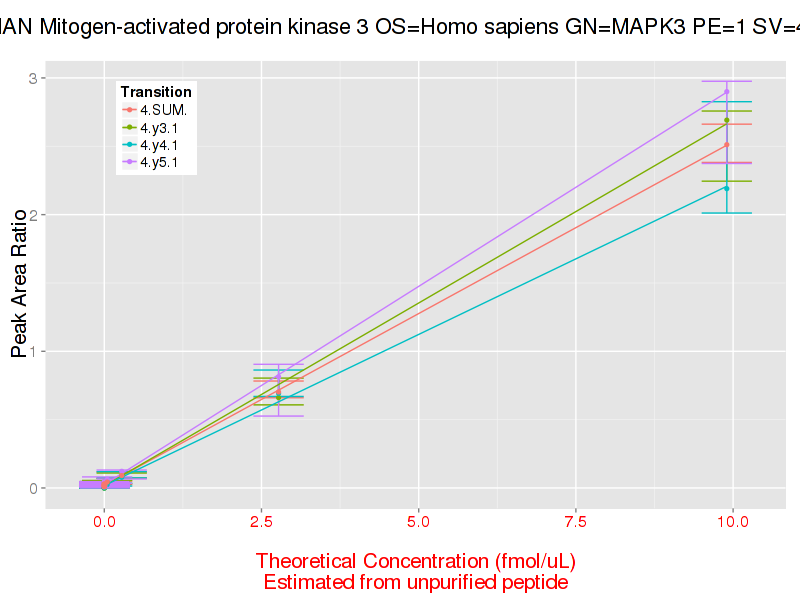 Mitogen-activated protein kinase 3 OS=Homo sapiens GN=MAPK3 PE=1 SV=4
Transition
4.SUM.
4.y3.1
4.y4.1
4.y5.1
Peak Area Ratio
3
2
1
0
0.0 2.5 5.0 7.5 10.0
Theoretical Concentration (fmol/uL)
Estimated from unpurified peptide